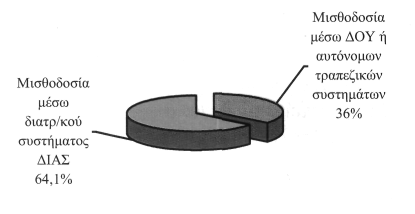 Μισθοδοσία
μέσω ΔΟΥ ή
αυτόνομων
τραπεζικών
συστημάτων
36%
Μισθοδοσία
μέσω
διατρ/κού
συστήματος
ΔΙΑΣ
64,1%